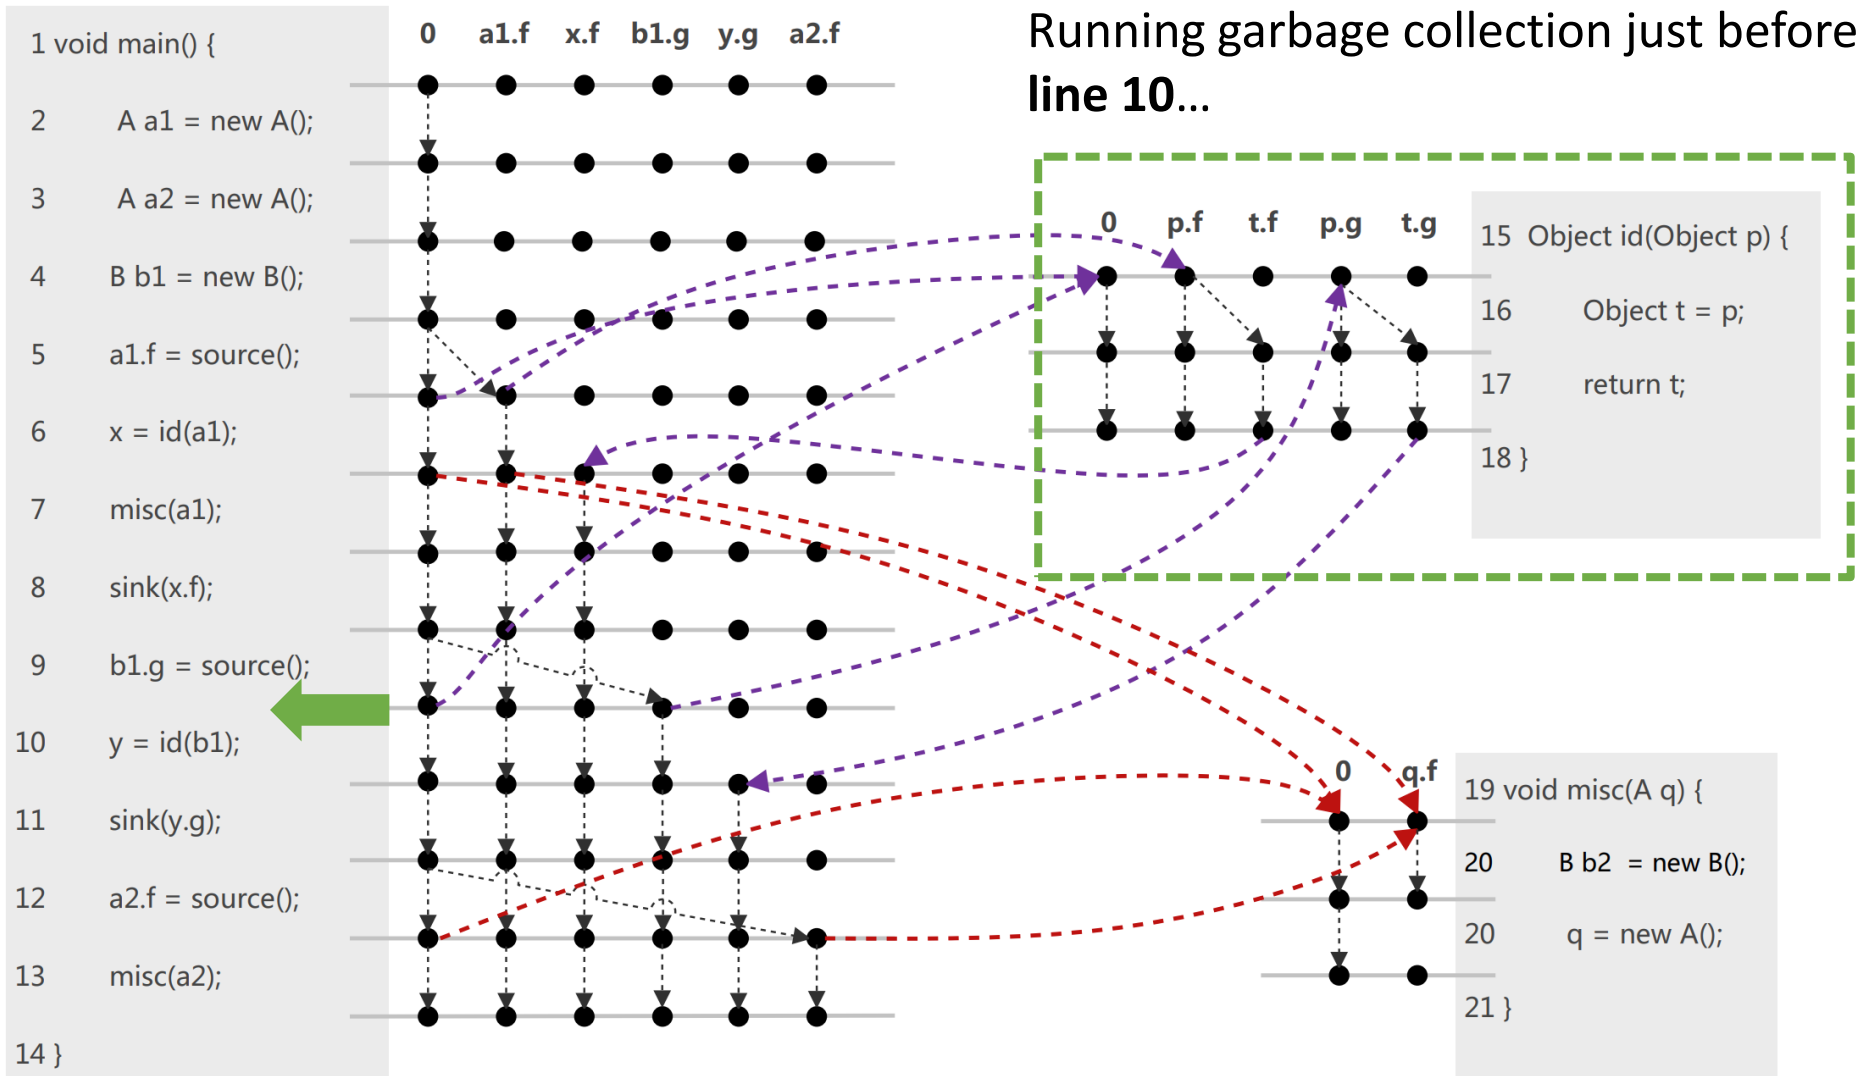 Running garbage collection just before
line 10...
0 a1.f x.f b1.g y.g a2.f
1 void main() {
2 A a1 = new A();
3 A a2 = new A();
4 B b1 = new B();
5 a1.f = source();
6 x = id(a1);
7 misc(a1);
8 sink(x.f);
9 b1.g = source();
10 y = id(b1);
11 sink(y.g);
12 a2.f = source();
13 misc(a2);
14 }
0 p.f t.f p.g t.g
15 Object id(Object p) {
16 Object t = p;
17 return t;
18 }
0 q.f
19 void misc(A q) {
20 B b2 = new B();
20 q = new A();
21 }